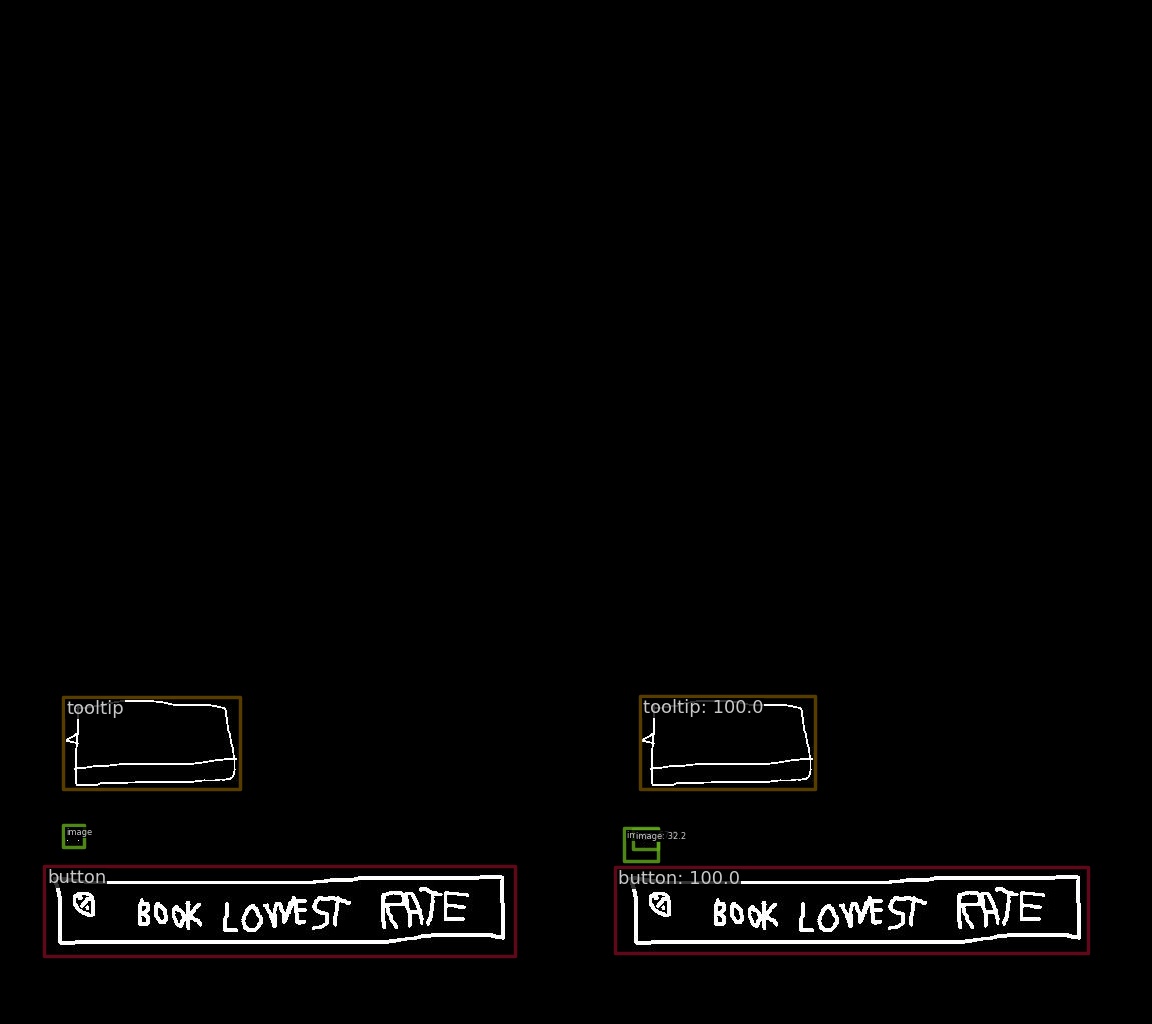 tooltip
tooltip: 100.0
image
image: 32.2
button
button: 100.0
BOOK LOWEST RATE
BOOK LOWEST RATE